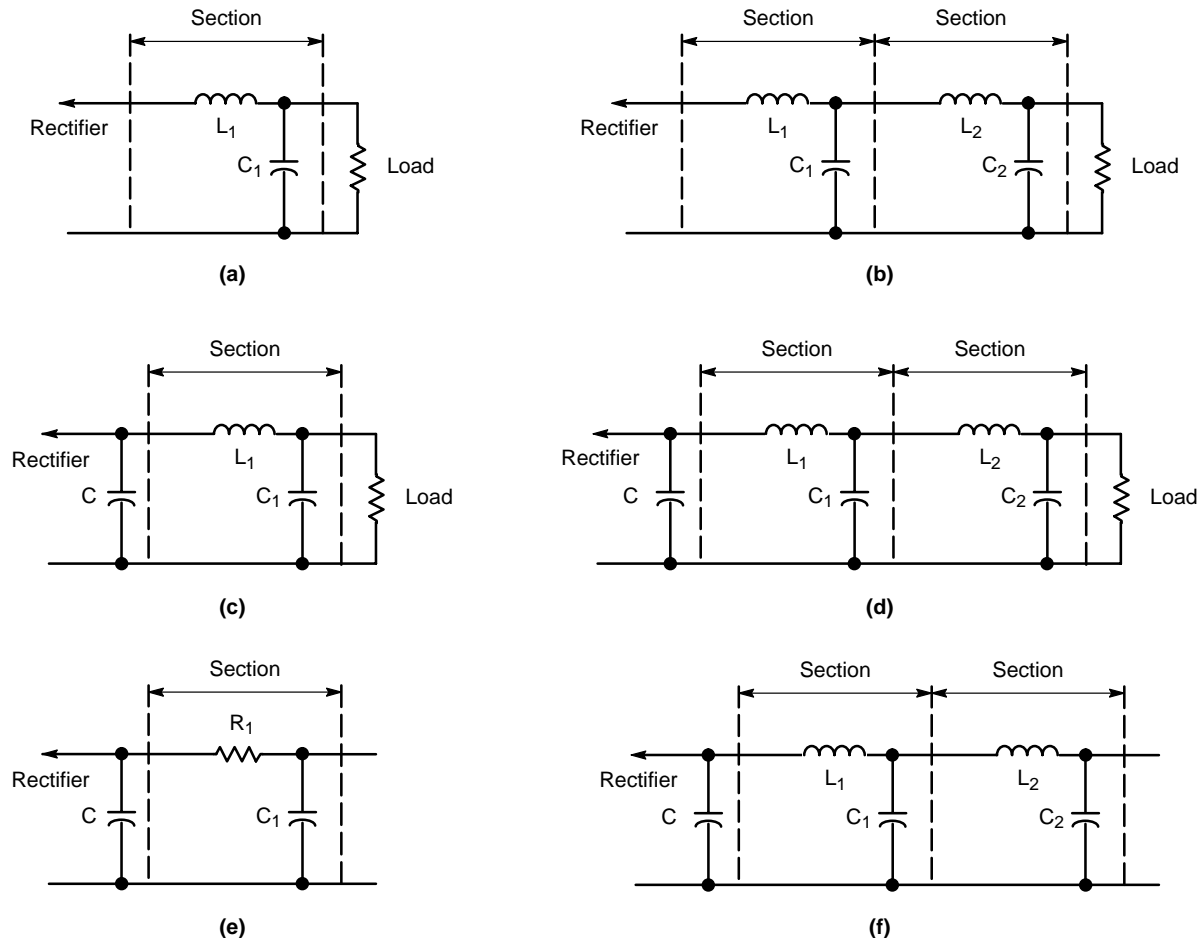 Section
Rectifier
L1
C1
Load
(a)
Section Section
Rectifier
L1
L2
C1
C2
Load
(b)
Section
Rectifier
L1
C
C1
Load
(c)
Section Section
Rectifier
L1
L2
C
C1
C2
Load
(d)
Section
R1
Rectifier
C
C1
(e)
Section Section
Rectifier
L1
L2
C
C1
C2
(f)